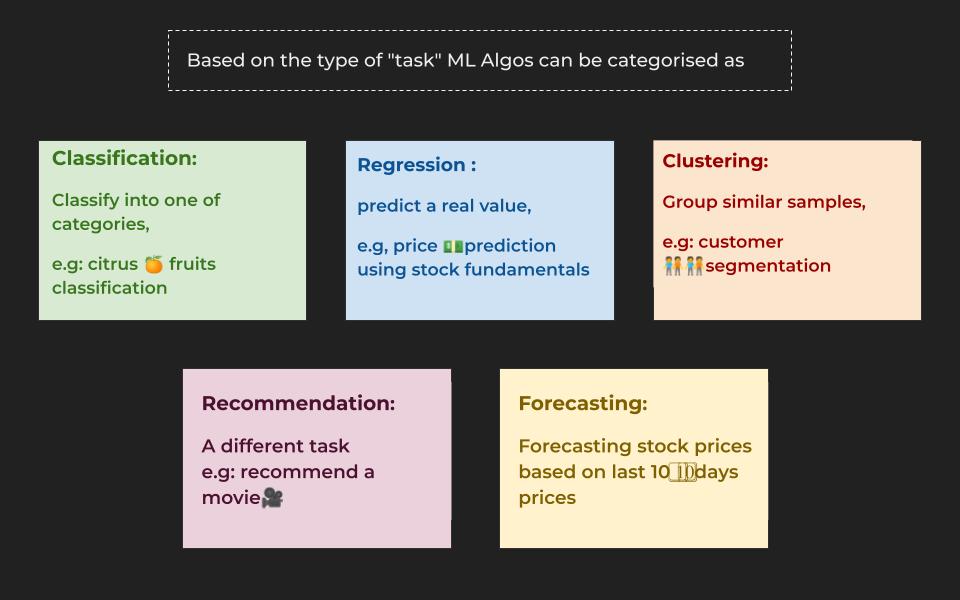 Based on the type of "task" ML Algos can be categorised as
Classification:
Classify into one of
categories,
e.g: citrus 🍊 fruits
classification
Regression :
predict a real value,
e.g, price 💵prediction
using stock fundamentals
Clustering:
Group similar samples,
e.g: customer
🧑‍🤝‍🧑🧑‍🤝‍🧑segmentation
Recommendation:
A different task
e.g: recommend a
movie🎥
Forecasting:
Forecasting stock prices
based on last 10 days
prices